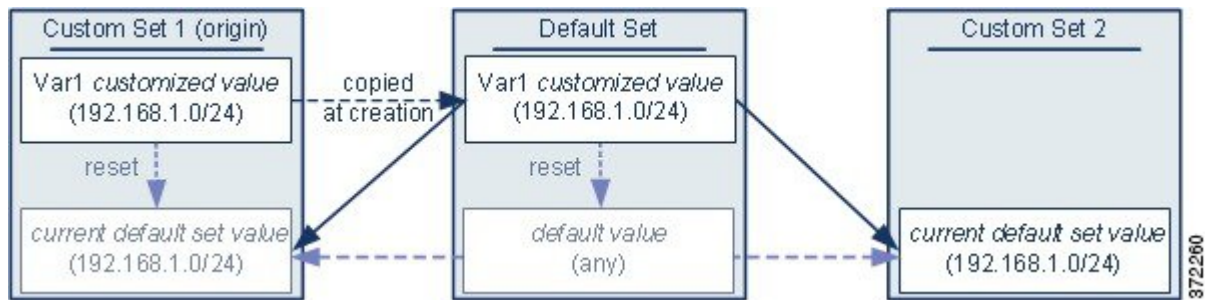 Custom Set 1 (origin)
Var1 customized value
(192.168.1.0/24)
reset
current default set value
(192.168.1.0/24)
copied
at creation
Default Set
Var1 customized value
(192.168.1.0/24)
reset
default value
(any)
Custom Set 2
current default set value
(192.168.1.0/24)
372260